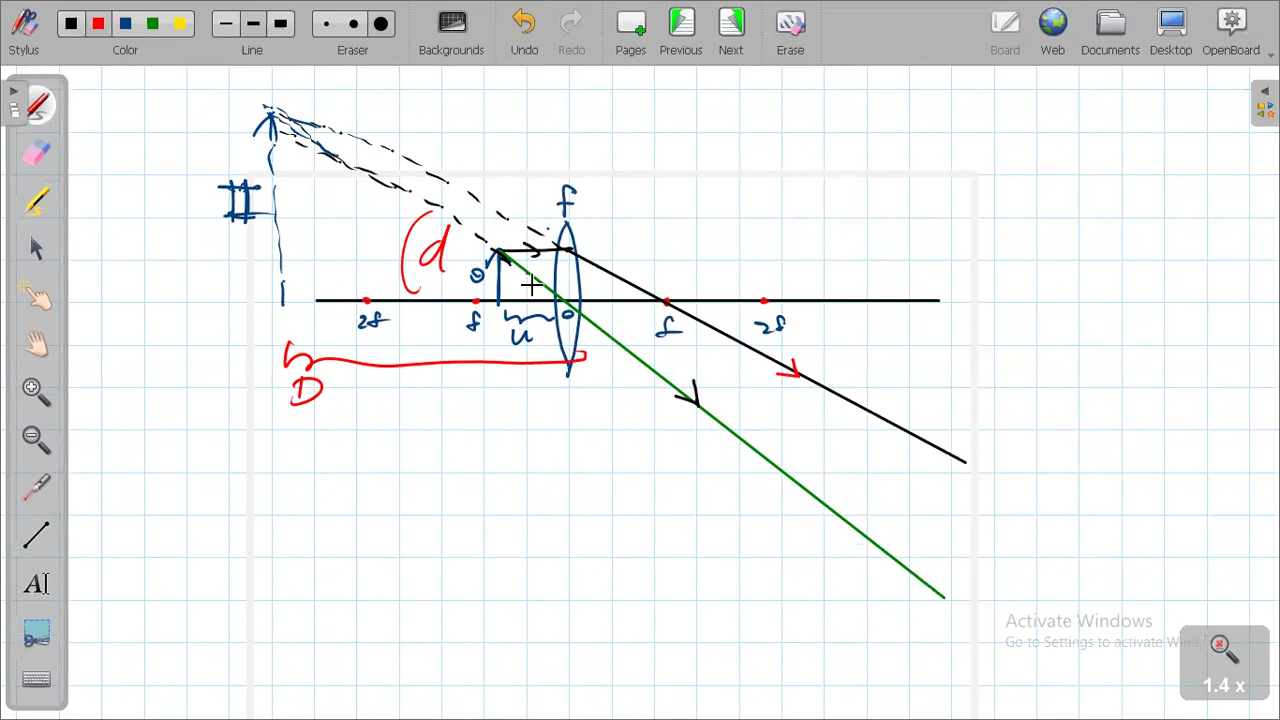 Stylus
Color
Line
Eraser
Backgrounds
Undo
Redo
Pages
Previous
Next
Erase
Board
Web
Documents
Desktop
OpenBoard
f
I
(d
O
2f
f
u
O
f
2f
D
Activate Windows
Go to Settings to activate Wind
1.4 x
AI